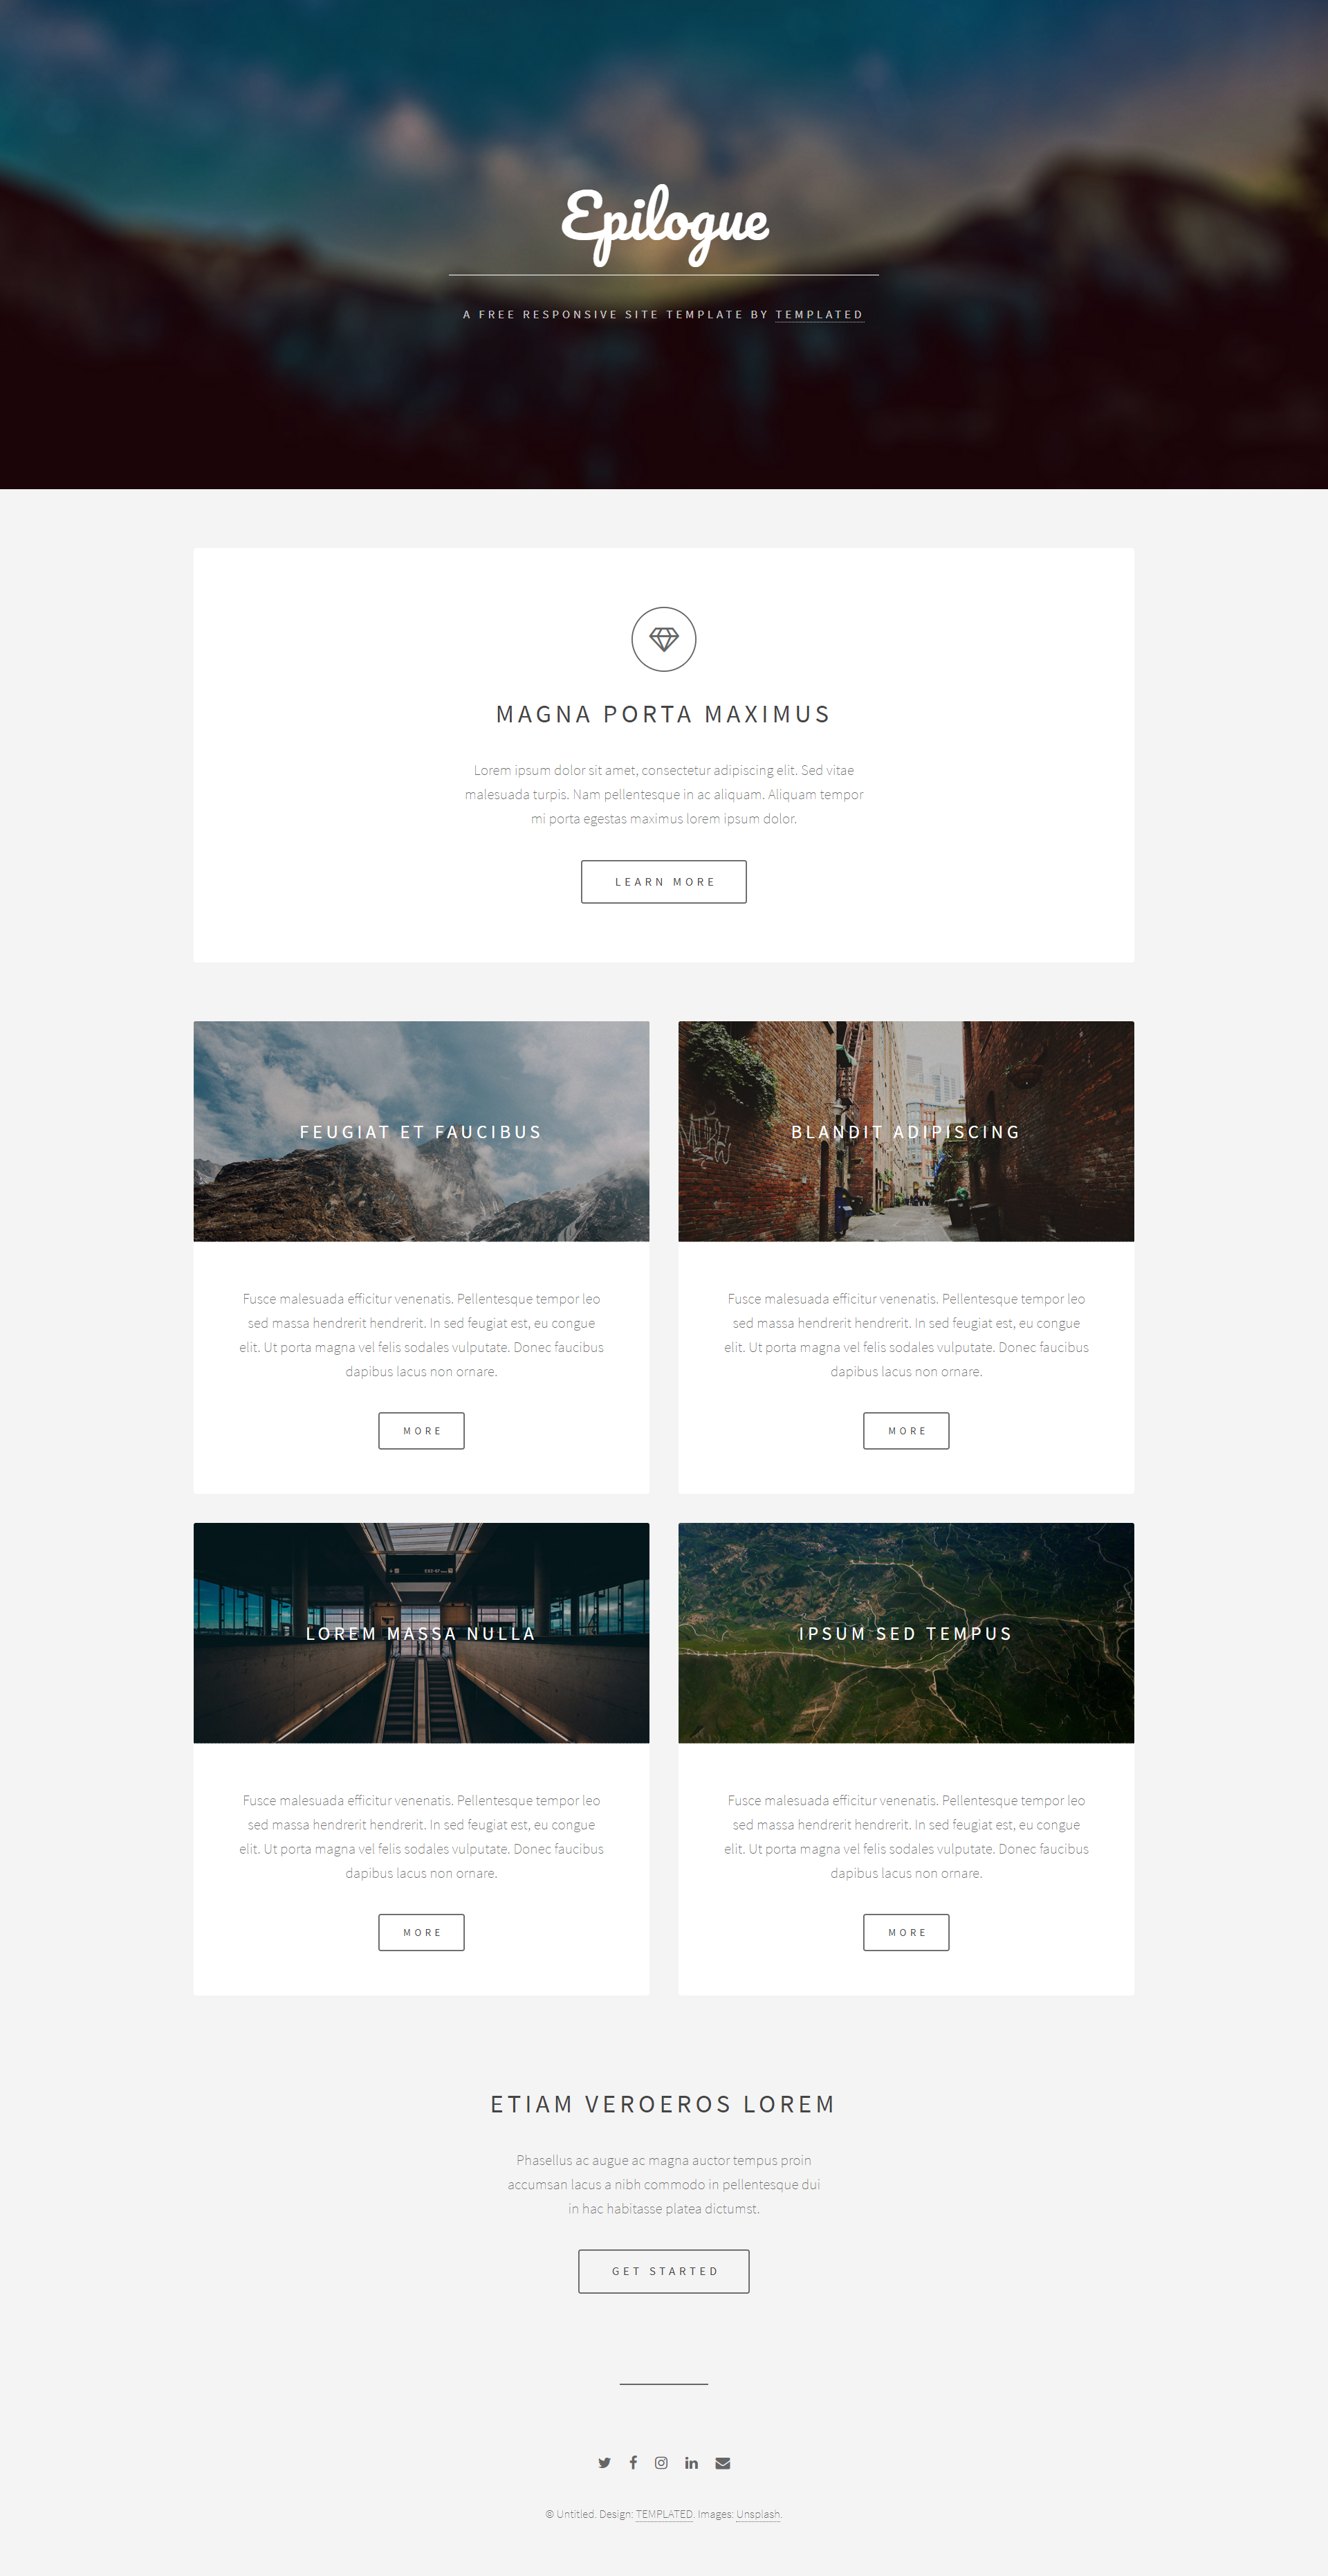 Epilogue
A FREE RESPONSIVE SITE TEMPLATE BY TEMPLATED
MAGNA PORTA MAXIMUS
Lorem ipsum dolor sit amet, consectetur adipiscing elit. Sed vitae
malesuada turpis. Nam pellentesque in ac aliquam. Aliquam tempor
mi porta egestas maximus lorem ipsum dolor.
LEARN MORE
FEUGIAT ET FAUCIBUS
Fusce malesuada efficitur venenatis. Pellentesque tempor leo
sed massa hendrerit hendrerit. In sed feugiat est, eu congue
elit. Ut porta magna vel felis sodales vulputate. Donec faucibus
dapibus lacus non ornare.
MORE
BLANDIT ADIPISCING
Fusce malesuada efficitur venenatis. Pellentesque tempor leo
sed massa hendrerit hendrerit. In sed feugiat est, eu congue
elit. Ut porta magna vel felis sodales vulputate. Donec faucibus
dapibus lacus non ornare.
MORE
LOREM MASSA NULLA
Fusce malesuada efficitur venenatis. Pellentesque tempor leo
sed massa hendrerit hendrerit. In sed feugiat est, eu congue
elit. Ut porta magna vel felis sodales vulputate. Donec faucibus
dapibus lacus non ornare.
MORE
IPSUM SED TEMPUS
Fusce malesuada efficitur venenatis. Pellentesque tempor leo
sed massa hendrerit hendrerit. In sed feugiat est, eu congue
elit. Ut porta magna vel felis sodales vulputate. Donec faucibus
dapibus lacus non ornare.
MORE
ETIAM VEROEROS LOREM
Phasellus ac augue ac magna auctor tempus proin
accumsan lacus a nibh commodo in pellentesque dui
in hac habitasse platea dictumst.
GET STARTED
© Untitled. Design: TEMPLATED. Images: Unsplash.